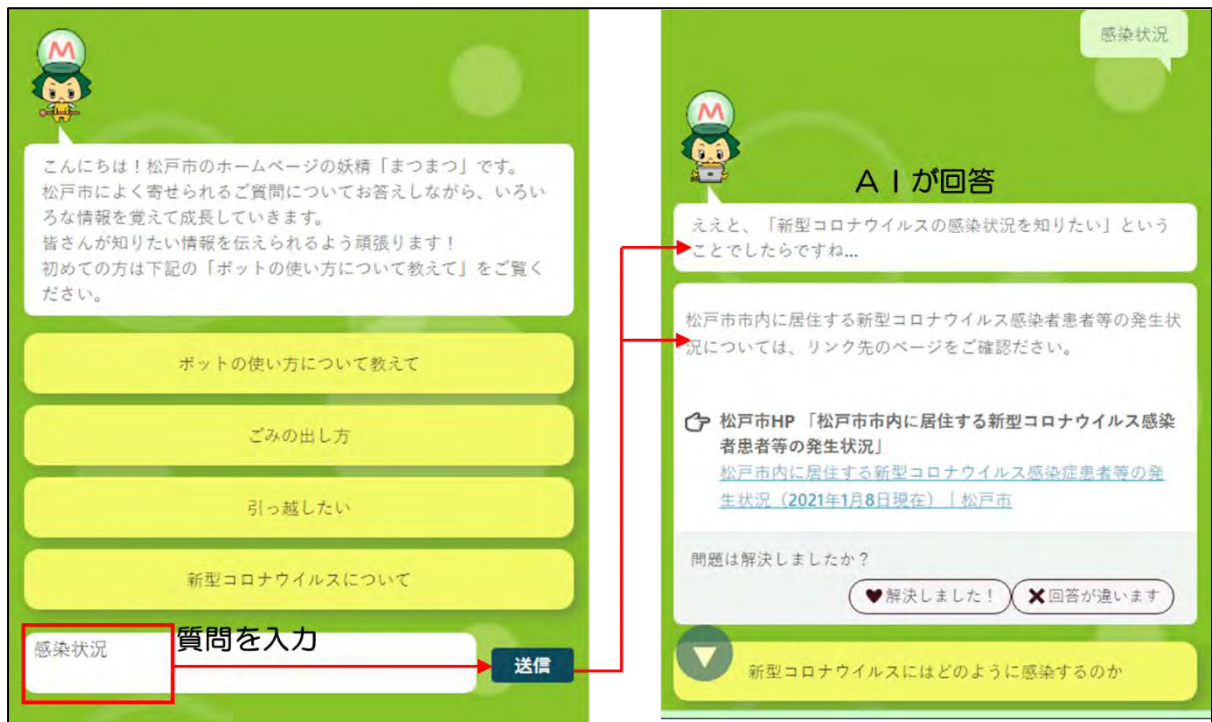 M
こんにちは！松戸市のホームページの妖精「まつまつ」です。
松戸市によく寄せられるご質問についてお答えしながら、いろい
ろな情報を覚えて成長していきます。
皆さんが知りたい情報を伝えられるよう頑張ります！
初めての方は下記の「ボットの使い方について教えて」をご覧く
ださい。
ボットの使い方について教えて
ごみの出し方
引っ越したい
新型コロナウイルスについて
感染状況
質問を入力
送信
感染状況
M
ＡＩが回答
ええと、「新型コロナウイルスの感染状況を知りたい」という
ことでしたらですね...
松戸市市内に居住する新型コロナウイルス感染者患者等の発生状
況については、リンク先のページをご確認ださい。
松戸市HP 「松戸市市内に居住する新型コロナウイルス感染
者患者等の発生状況」
松戸市内に居住する新型コロナウイルス感染症患者等の発
生状況（2021年1月8日現在）｜松戸市
問題は解決しましたか？
♥解決しました！
✖回答が違います
新型コロナウイルスにはどのように感染するのか